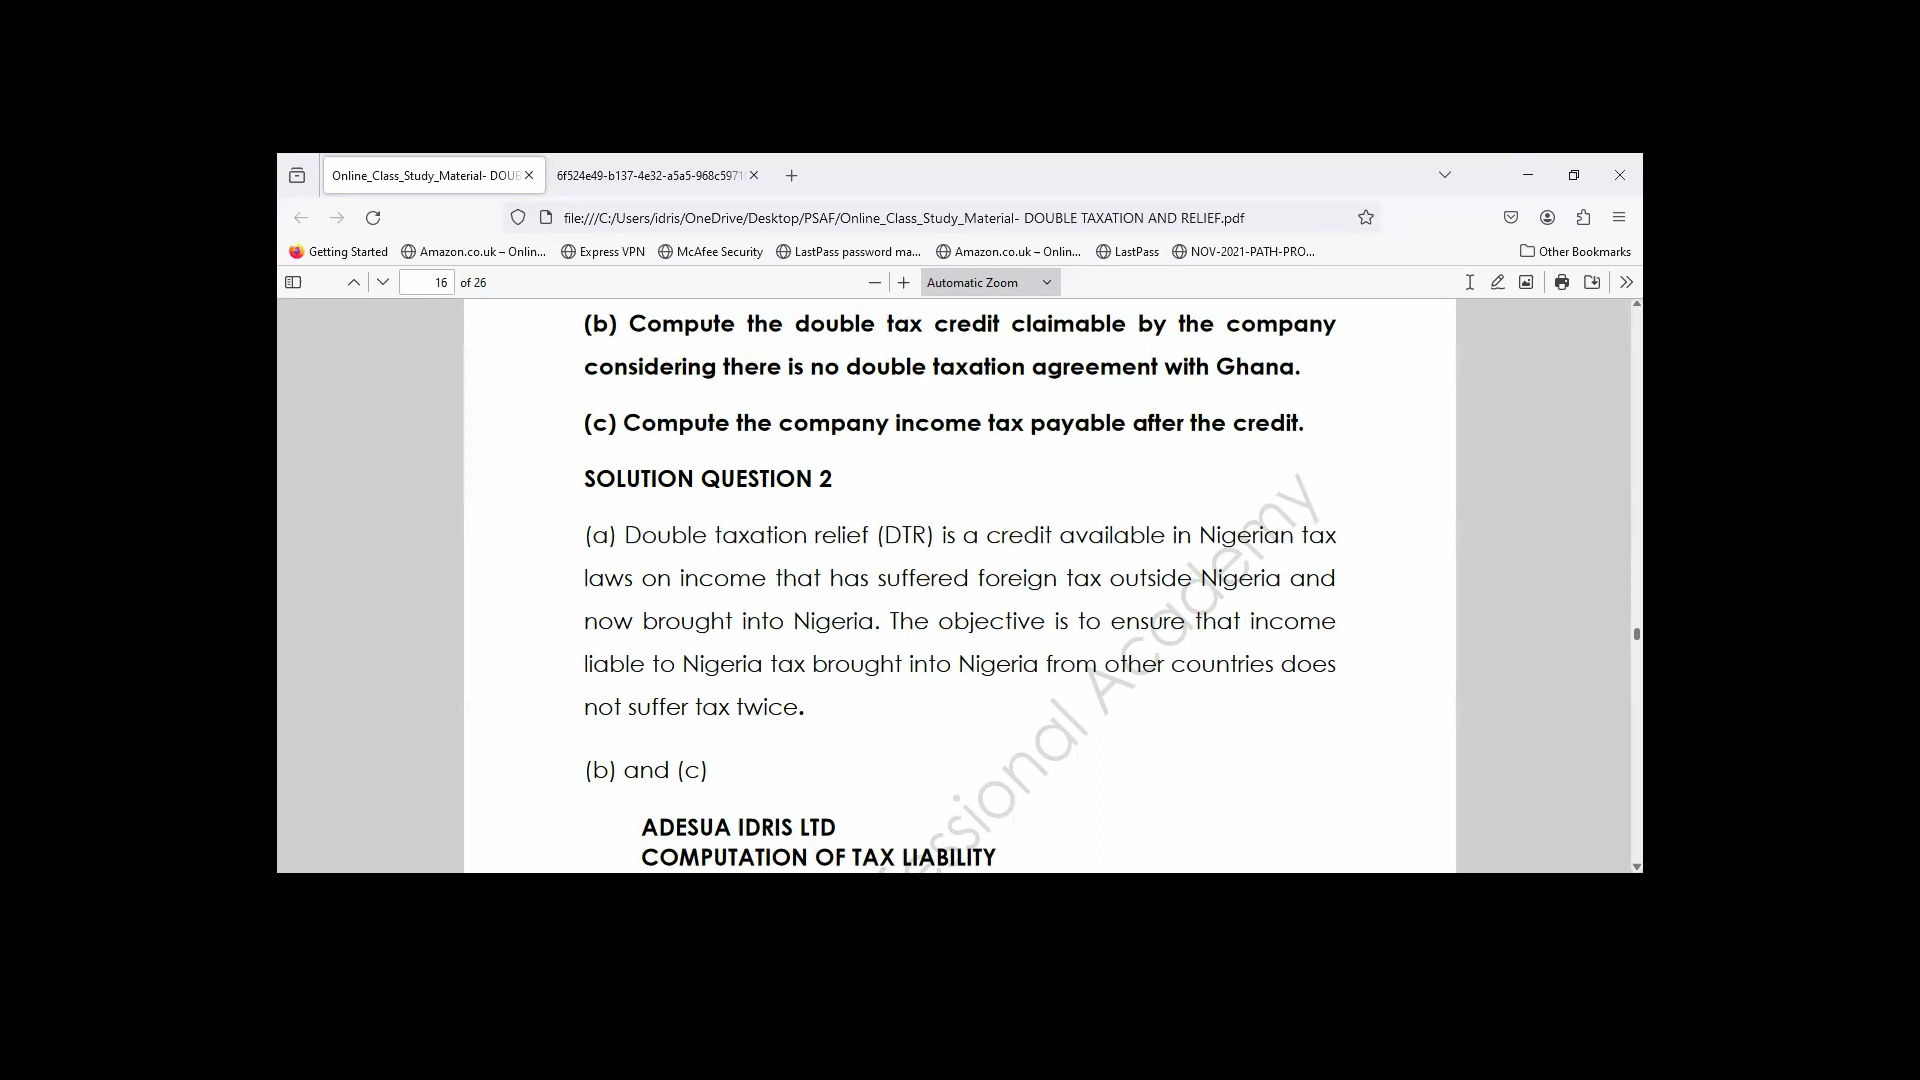 Online_Class_Study_Material- DOUB
6f524e49-b137-4e32-a5a5-968c5971
file:///C:/Users/idris/OneDrive/Desktop/PSAF/Online_Class_Study_Material- DOUBLE TAXATION AND RELIEF.pdf
Getting Started Amazon.co.uk – Onlin... Express VPN McAfee Security LastPass password ma... Amazon.co.uk – Onlin... LastPass NOV-2021-PATH-PRO... Other Bookmarks
16 of 26 Automatic Zoom
(b) Compute the double tax credit claimable by the company
considering there is no double taxation agreement with Ghana.
(c) Compute the company income tax payable after the credit.
SOLUTION QUESTION 2
(a) Double taxation relief (DTR) is a credit available in Nigerian tax
laws on income that has suffered foreign tax outside Nigeria and
now brought into Nigeria. The objective is to ensure that income
liable to Nigeria tax brought into Nigeria from other countries does
not suffer tax twice.
(b) and (c)
ADESUA IDRIS LTD
COMPUTATION OF TAX LIABILITY
Academy